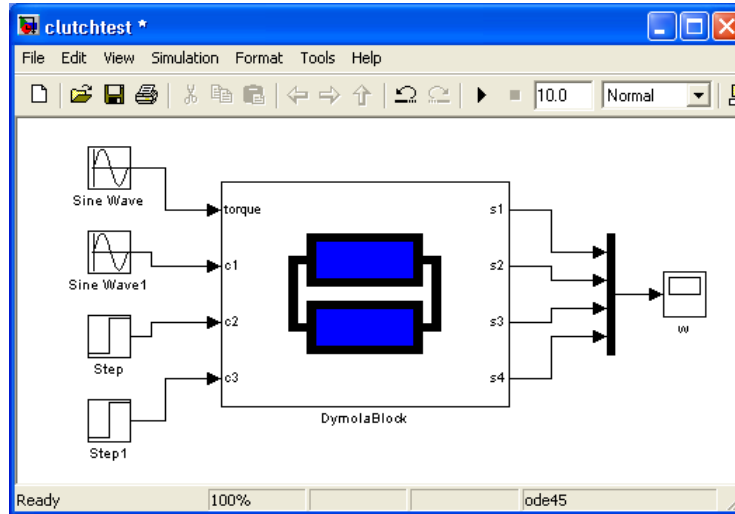 clutchtest *
File Edit View Simulation Format Tools Help
10.0 Normal
Sine Wave
torque
s1
Sine Wave1
c1
s2
c2
s3
Step
w
c3
s4
DymolaBlock
Step1
Ready 100% ode45